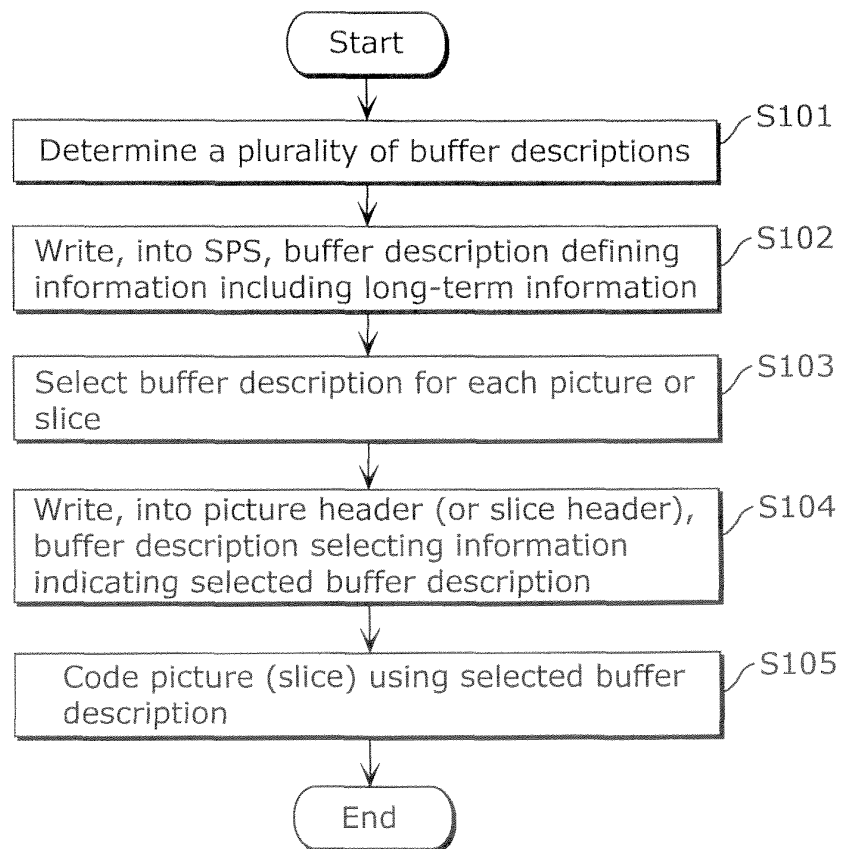 Start
S101
Determine a plurality of buffer descriptions
S102
Write, into SPS, buffer description defining
information including long-term information
S103
Select buffer description for each picture or
slice
S104
Write, into picture header (or slice header),
buffer description selecting information
indicating selected buffer description
S105
Code picture (slice) using selected buffer
description
End